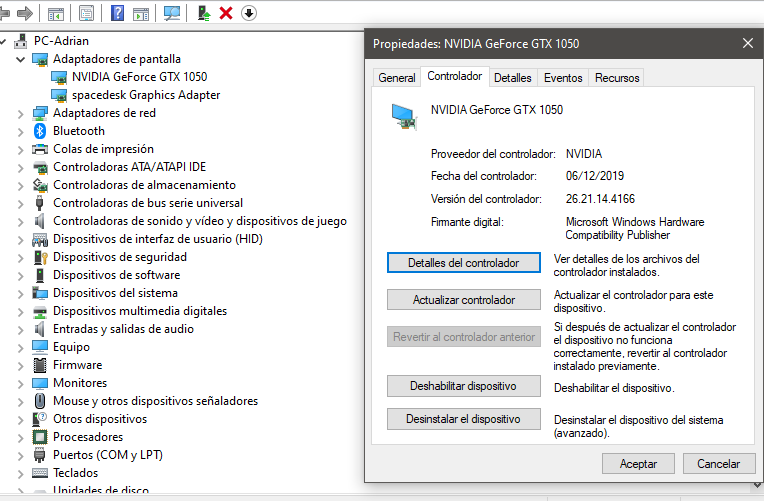 PC-Adrian
Adaptadores de pantalla
NVIDIA GeForce GTX 1050
spacedesk Graphics Adapter
Adaptadores de red
Bluetooth
Colas de impresión
Controladoras ATA/ATAPI IDE
Controladoras de almacenamiento
Controladoras de bus serie universal
Controladoras de sonido y vídeo y dispositivos de juego
Dispositivos de interfaz de usuario (HID)
Dispositivos de seguridad
Dispositivos de software
Dispositivos del sistema
Dispositivos multimedia digitales
Entradas y salidas de audio
Equipo
Firmware
Monitores
Mouse y otros dispositivos señaladores
Otros dispositivos
Procesadores
Puertos (COM y LPT)
Teclados
Unidades de disco
Propiedades: NVIDIA GeForce GTX 1050
General Controlador Detalles Eventos Recursos
NVIDIA GeForce GTX 1050
Proveedor del controlador: NVIDIA
Fecha del controlador: 06/12/2019
Versión del controlador: 26.21.14.4166
Firmante digital: Microsoft Windows Hardware
Compatibility Publisher
Detalles del controlador Ver detalles de los archivos del
controlador instalados.
Actualizar controlador Actualizar el controlador para este
dispositivo.
Revertir al controlador anterior Si después de actualizar el controlador
el dispositivo no funciona
correctamente, revertir al controlador
instalado previamente.
Deshabilitar dispositivo Deshabilitar el dispositivo.
Desinstalar el dispositivo Desinstalar el dispositivo del sistema
(avanzado).
Aceptar Cancelar